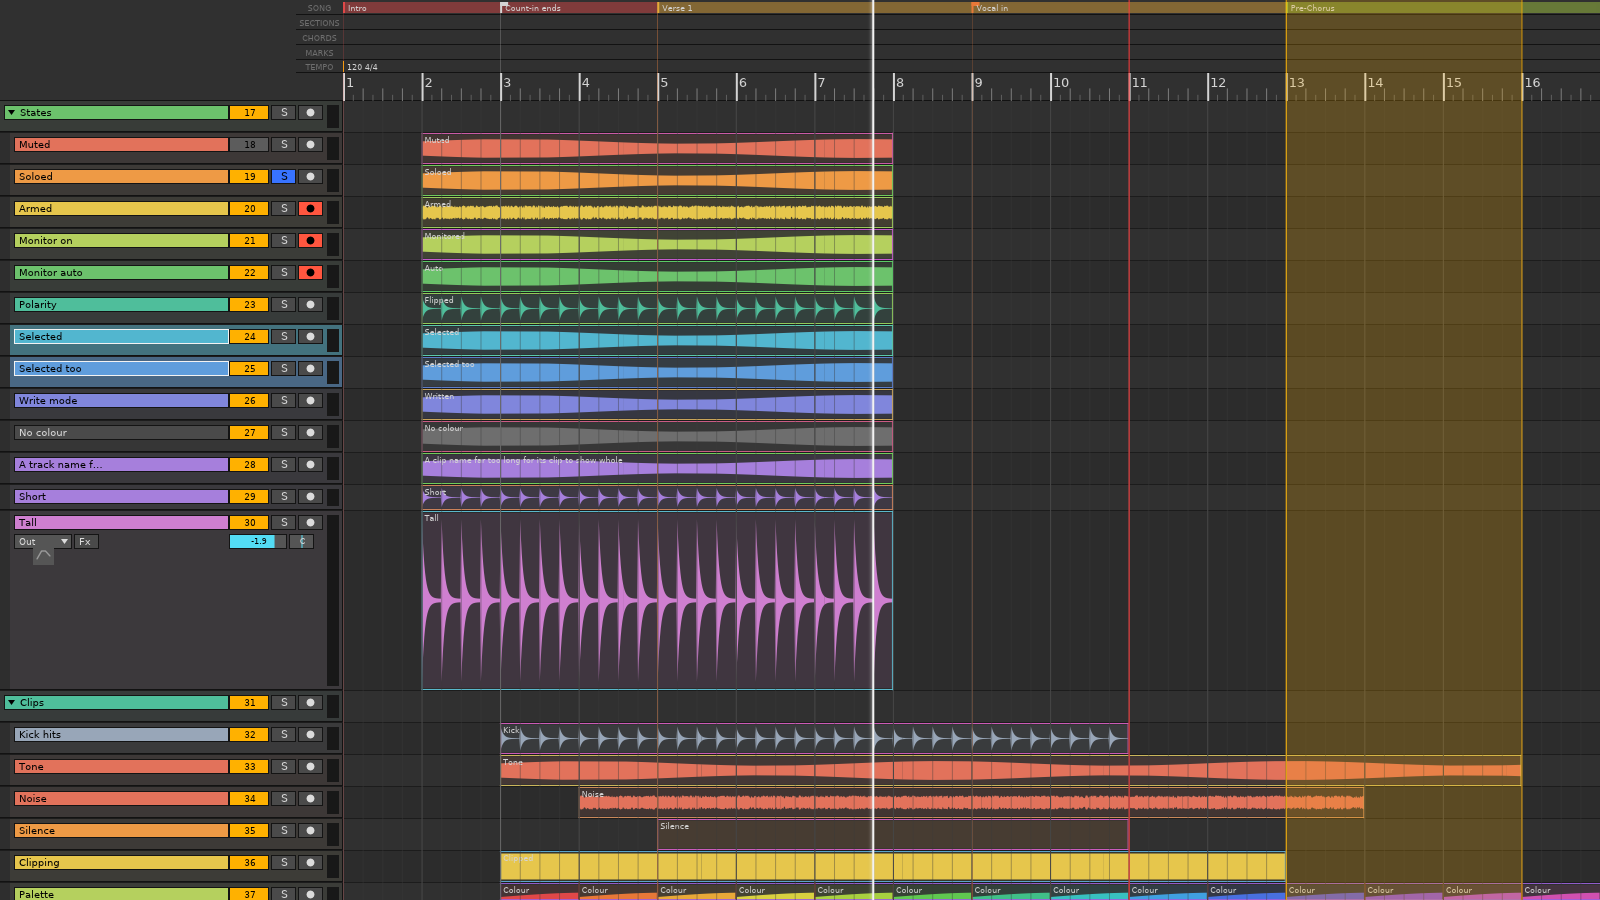 SONG Intro Count-in ends Verse 1 Vocal in Pre-Chorus
SECTIONS
CHORDS
MARKS
TEMPO 120 4/4
1 2 3 4 5 6 7 8 9 10 11 12 13 14 15 16
States 17 S
Muted 18 S Muted
Soloed 19 S Soloed
Armed 20 S Armed
Monitor on 21 S Monitored
Monitor auto 22 S Auto
Polarity 23 S Flipped
Selected 24 S Selected
Selected too 25 S Selected too
Write mode 26 S Written
No colour 27 S No colour
A track name f... 28 S A clip name far too long for its clip to show whole
Short 29 S Short
Tall 30 S Tall
Out Fx -1.9 C
Clips 31 S
Kick hits 32 S Kick
Tone 33 S Tone
Noise 34 S Noise
Silence 35 S Silence
Clipping 36 S
Palette 37 S Colour Colour Colour Colour Colour Colour Colour Colour Colour Colour Colour Colour Colour Colour